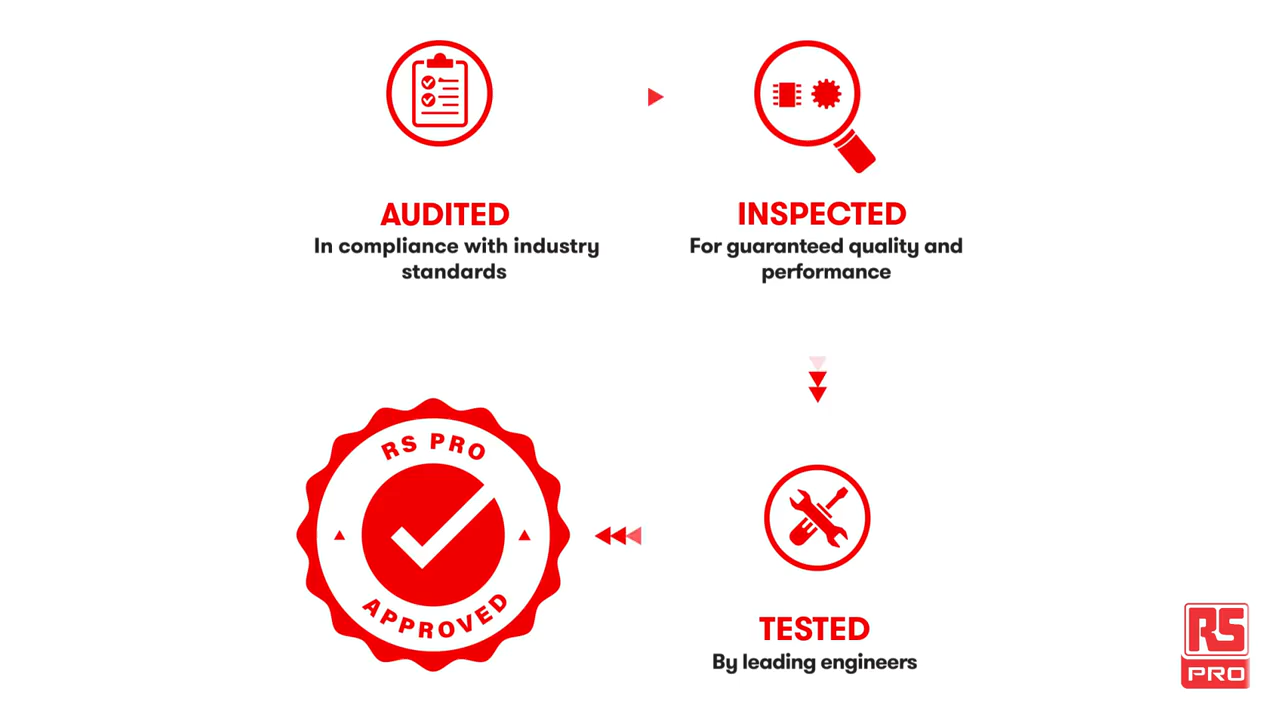 AUDITED
In compliance with industry
standards
INSPECTED
For guaranteed quality and
performance
RS PRO
APPROVED
TESTED
By leading engineers
RS
PRO